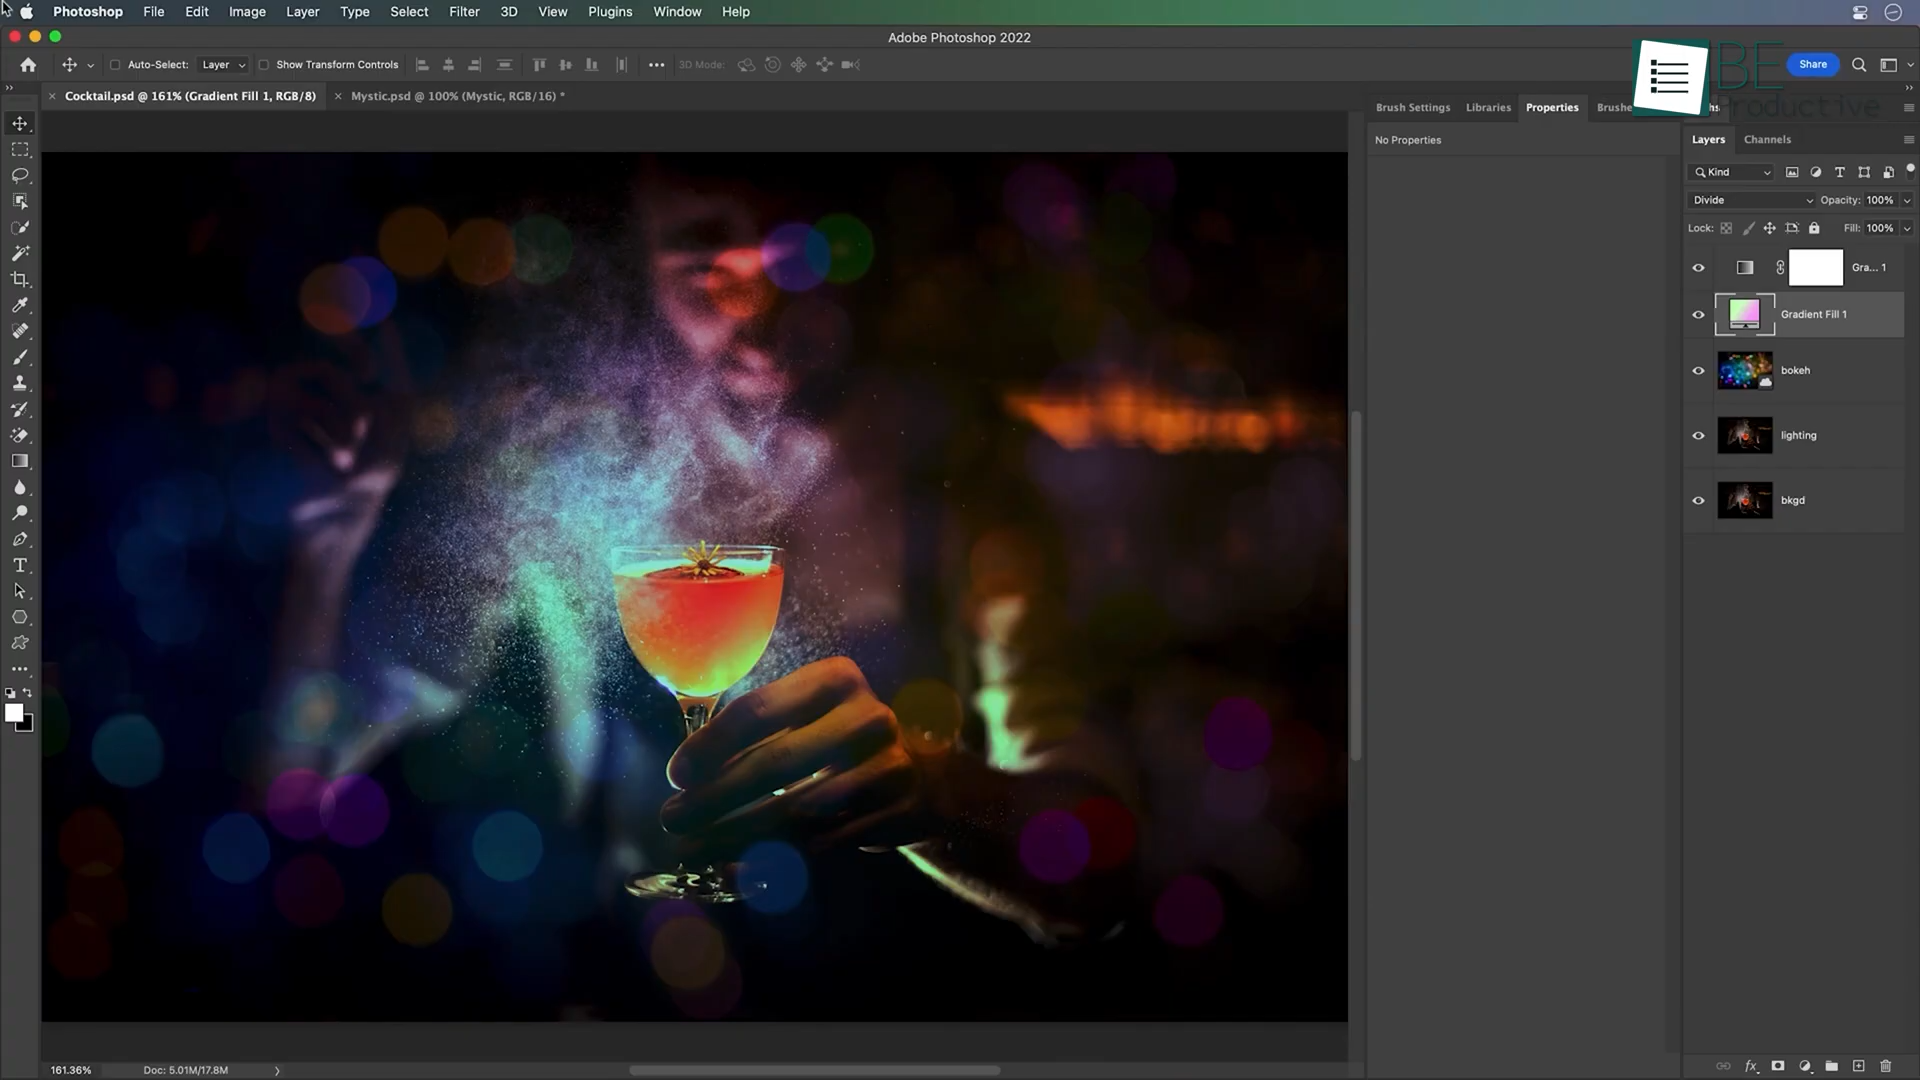 Photoshop File Edit Image Layer Type Select Filter 3D View Plugins Window Help
Adobe Photoshop 2022
Auto-Select: Layer Show Transform Controls 3D Mode: Share
BE
Productive
Cocktail.psd @ 161% (Gradient Fill 1, RGB/8) Mystic.psd @ 100% (Mystic, RGB/16) *
Brush Settings Libraries Properties
No Properties
Layers Channels
Kind
Divide Opacity: 100%
Lock: Fill: 100%
Gra... 1
Gradient Fill 1
bokeh
lighting
bkgd
161.36% Doc: 5.01M/17.8M